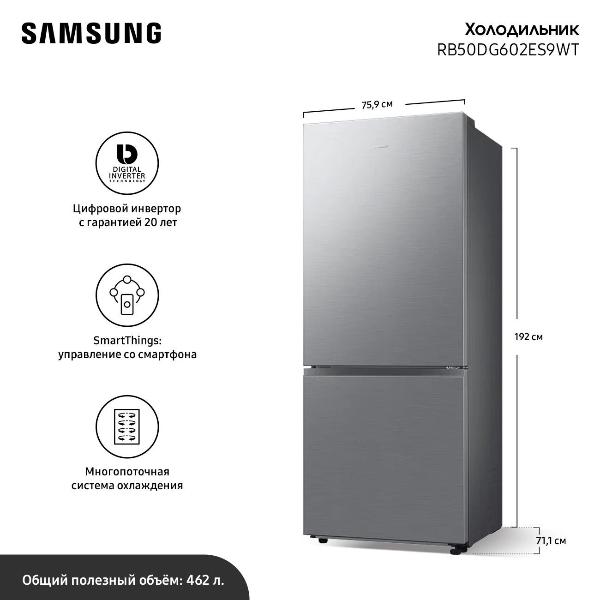 SAMSUNG
Холодильник
RB50DG602ES9WT
75,9 см
DIGITAL
INVERTER
TECHNOLOGY
Цифровой инвертор
с гарантией 20 лет
SmartThings:
управление со смартфона
192 см
Многопоточная
система охлаждения
71,1 см
Общий полезный объём: 462 л.